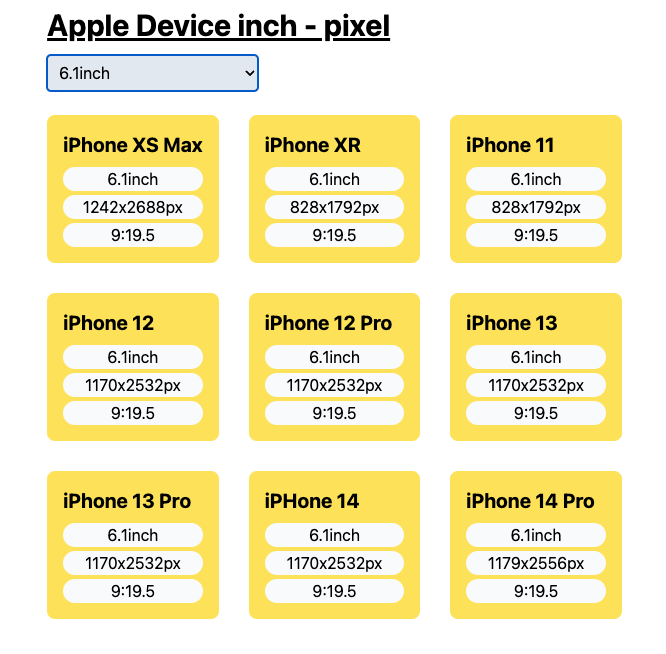 Apple Device inch - pixel
6.1inch
iPhone XS Max
6.1inch
1242x2688px
9:19.5
iPhone XR
6.1inch
828x1792px
9:19.5
iPhone 11
6.1inch
828x1792px
9:19.5
iPhone 12
6.1inch
1170x2532px
9:19.5
iPhone 12 Pro
6.1inch
1170x2532px
9:19.5
iPhone 13
6.1inch
1170x2532px
9:19.5
iPhone 13 Pro
6.1inch
1170x2532px
9:19.5
iPHone 14
6.1inch
1170x2532px
9:19.5
iPhone 14 Pro
6.1inch
1179x2556px
9:19.5